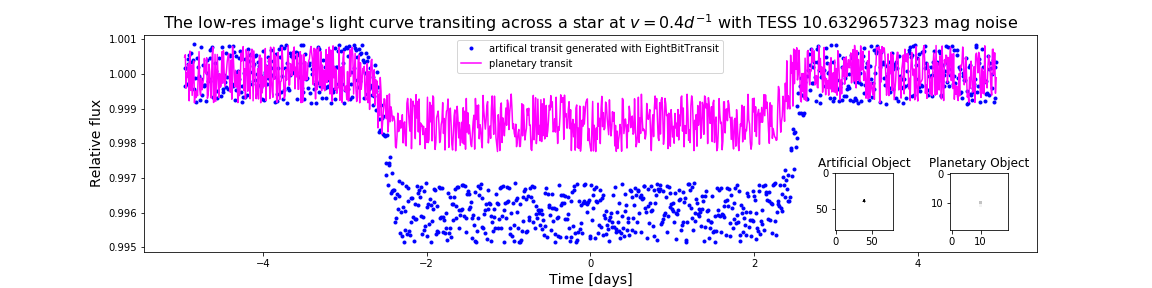 The low-res image's light curve transiting across a star at v = 0.4d⁻¹ with TESS 10.6329657323 mag noise
artifical transit generated with EightBitTransit
planetary transit
Relative flux
1.001
1.000
0.999
0.998
0.997
0.996
0.995
Artificial Object
0
50
0 50
Planetary Object
0
10
0 10
−4 −2 0 2 4
Time [days]